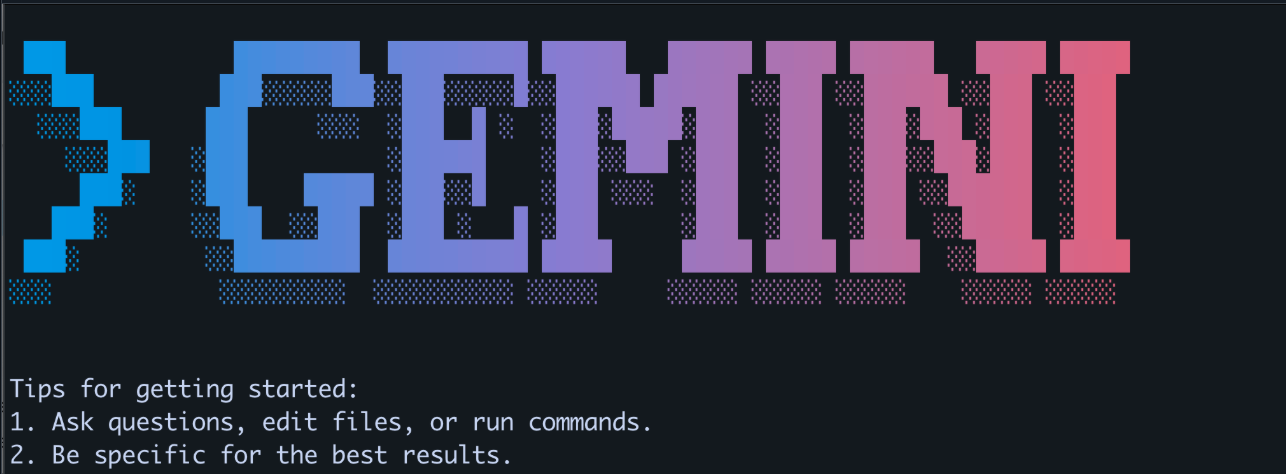 > GEMINI
Tips for getting started:
1. Ask questions, edit files, or run commands.
2. Be specific for the best results.